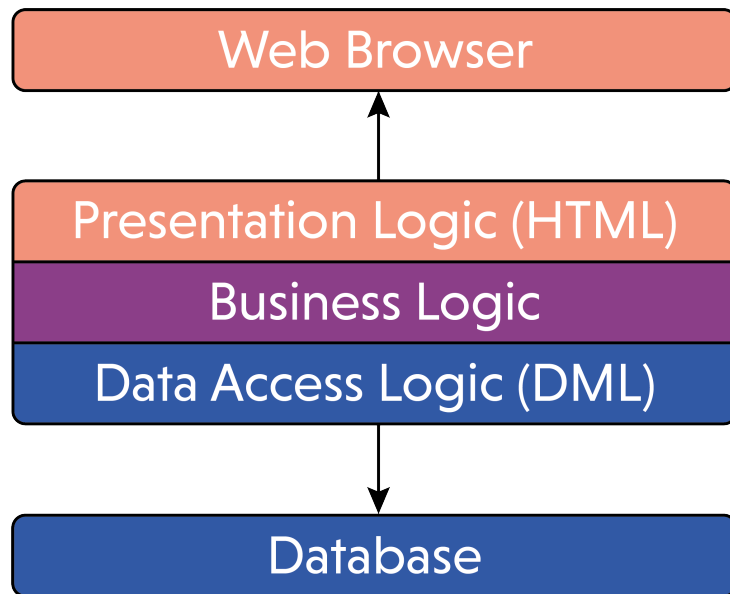 Web Browser
Presentation Logic (HTML)
Business Logic
Data Access Logic (DML)
Database